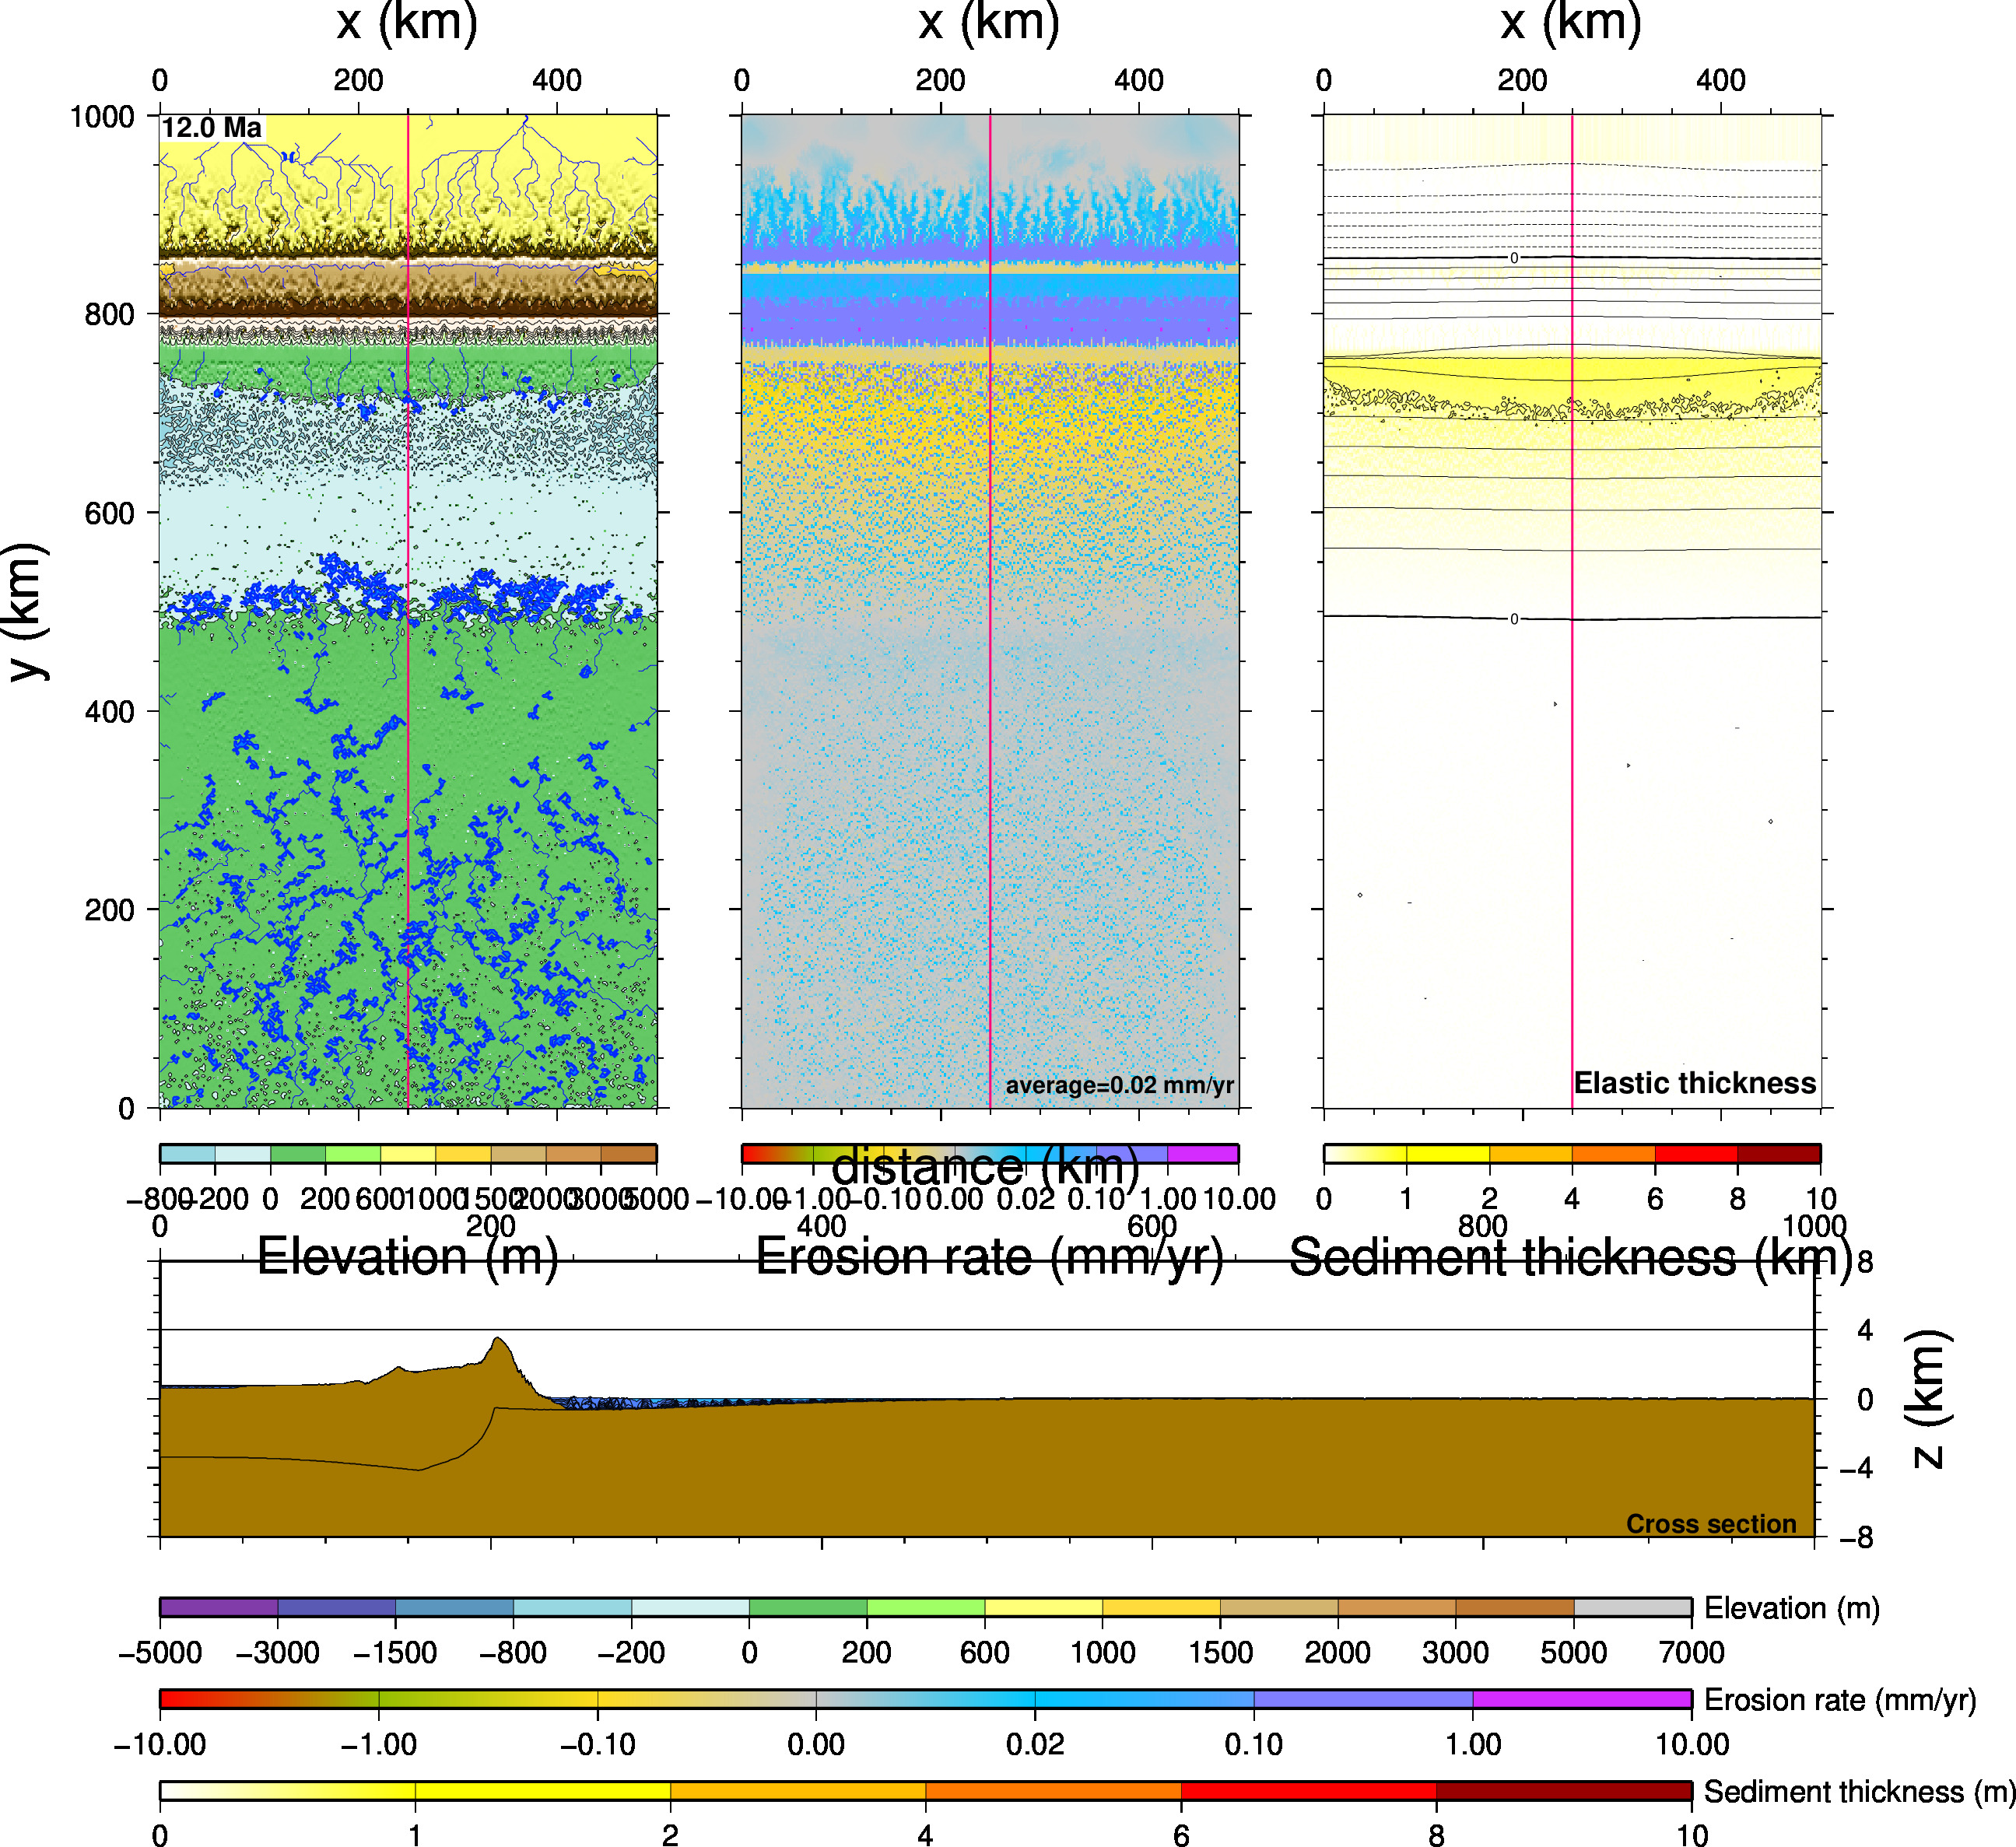 x (km) x (km) x (km)
0 200 400 0 200 400 0 200 400
1000
12.0 Ma
800
600
400
200
0
y (km)
0
0
average=0.02 mm/yr
Elastic thickness
−800 −200 0 200 600 1000 1500 2000 3000 5000
−10.00 −1.00 −0.10 0.00 0.02 0.10 1.00 10.00
0 1 2 4 6 8 10
distance (km)
0 200 400 600 800 1000
Elevation (m) Erosion rate (mm/yr) Sediment thickness (km)
8
4
0
−4
−8
z (km)
Cross section
Elevation (m)
−5000 −3000 −1500 −800 −200 0 200 600 1000 1500 2000 3000 5000 7000
Erosion rate (mm/yr)
−10.00 −1.00 −0.10 0.00 0.02 0.10 1.00 10.00
Sediment thickness (m)
0 1 2 4 6 8 10